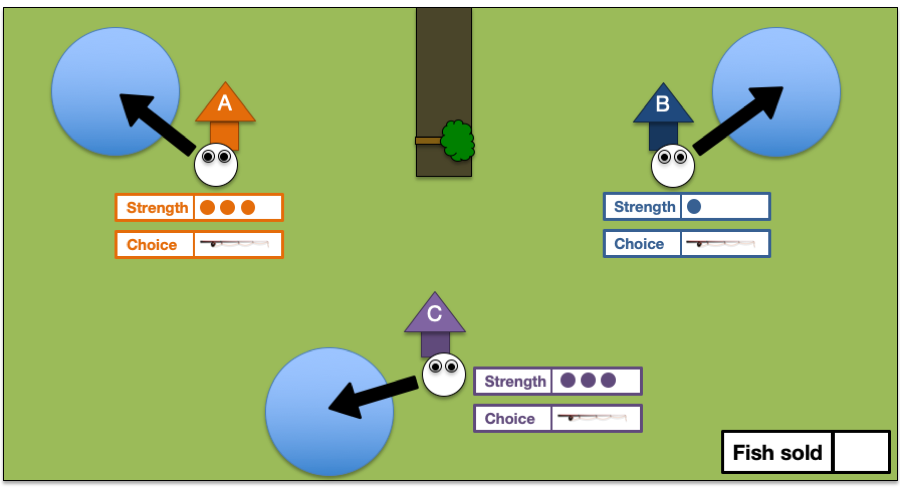 A
B
Strength
Strength
Choice
Choice
C
Strength
Choice
Fish sold